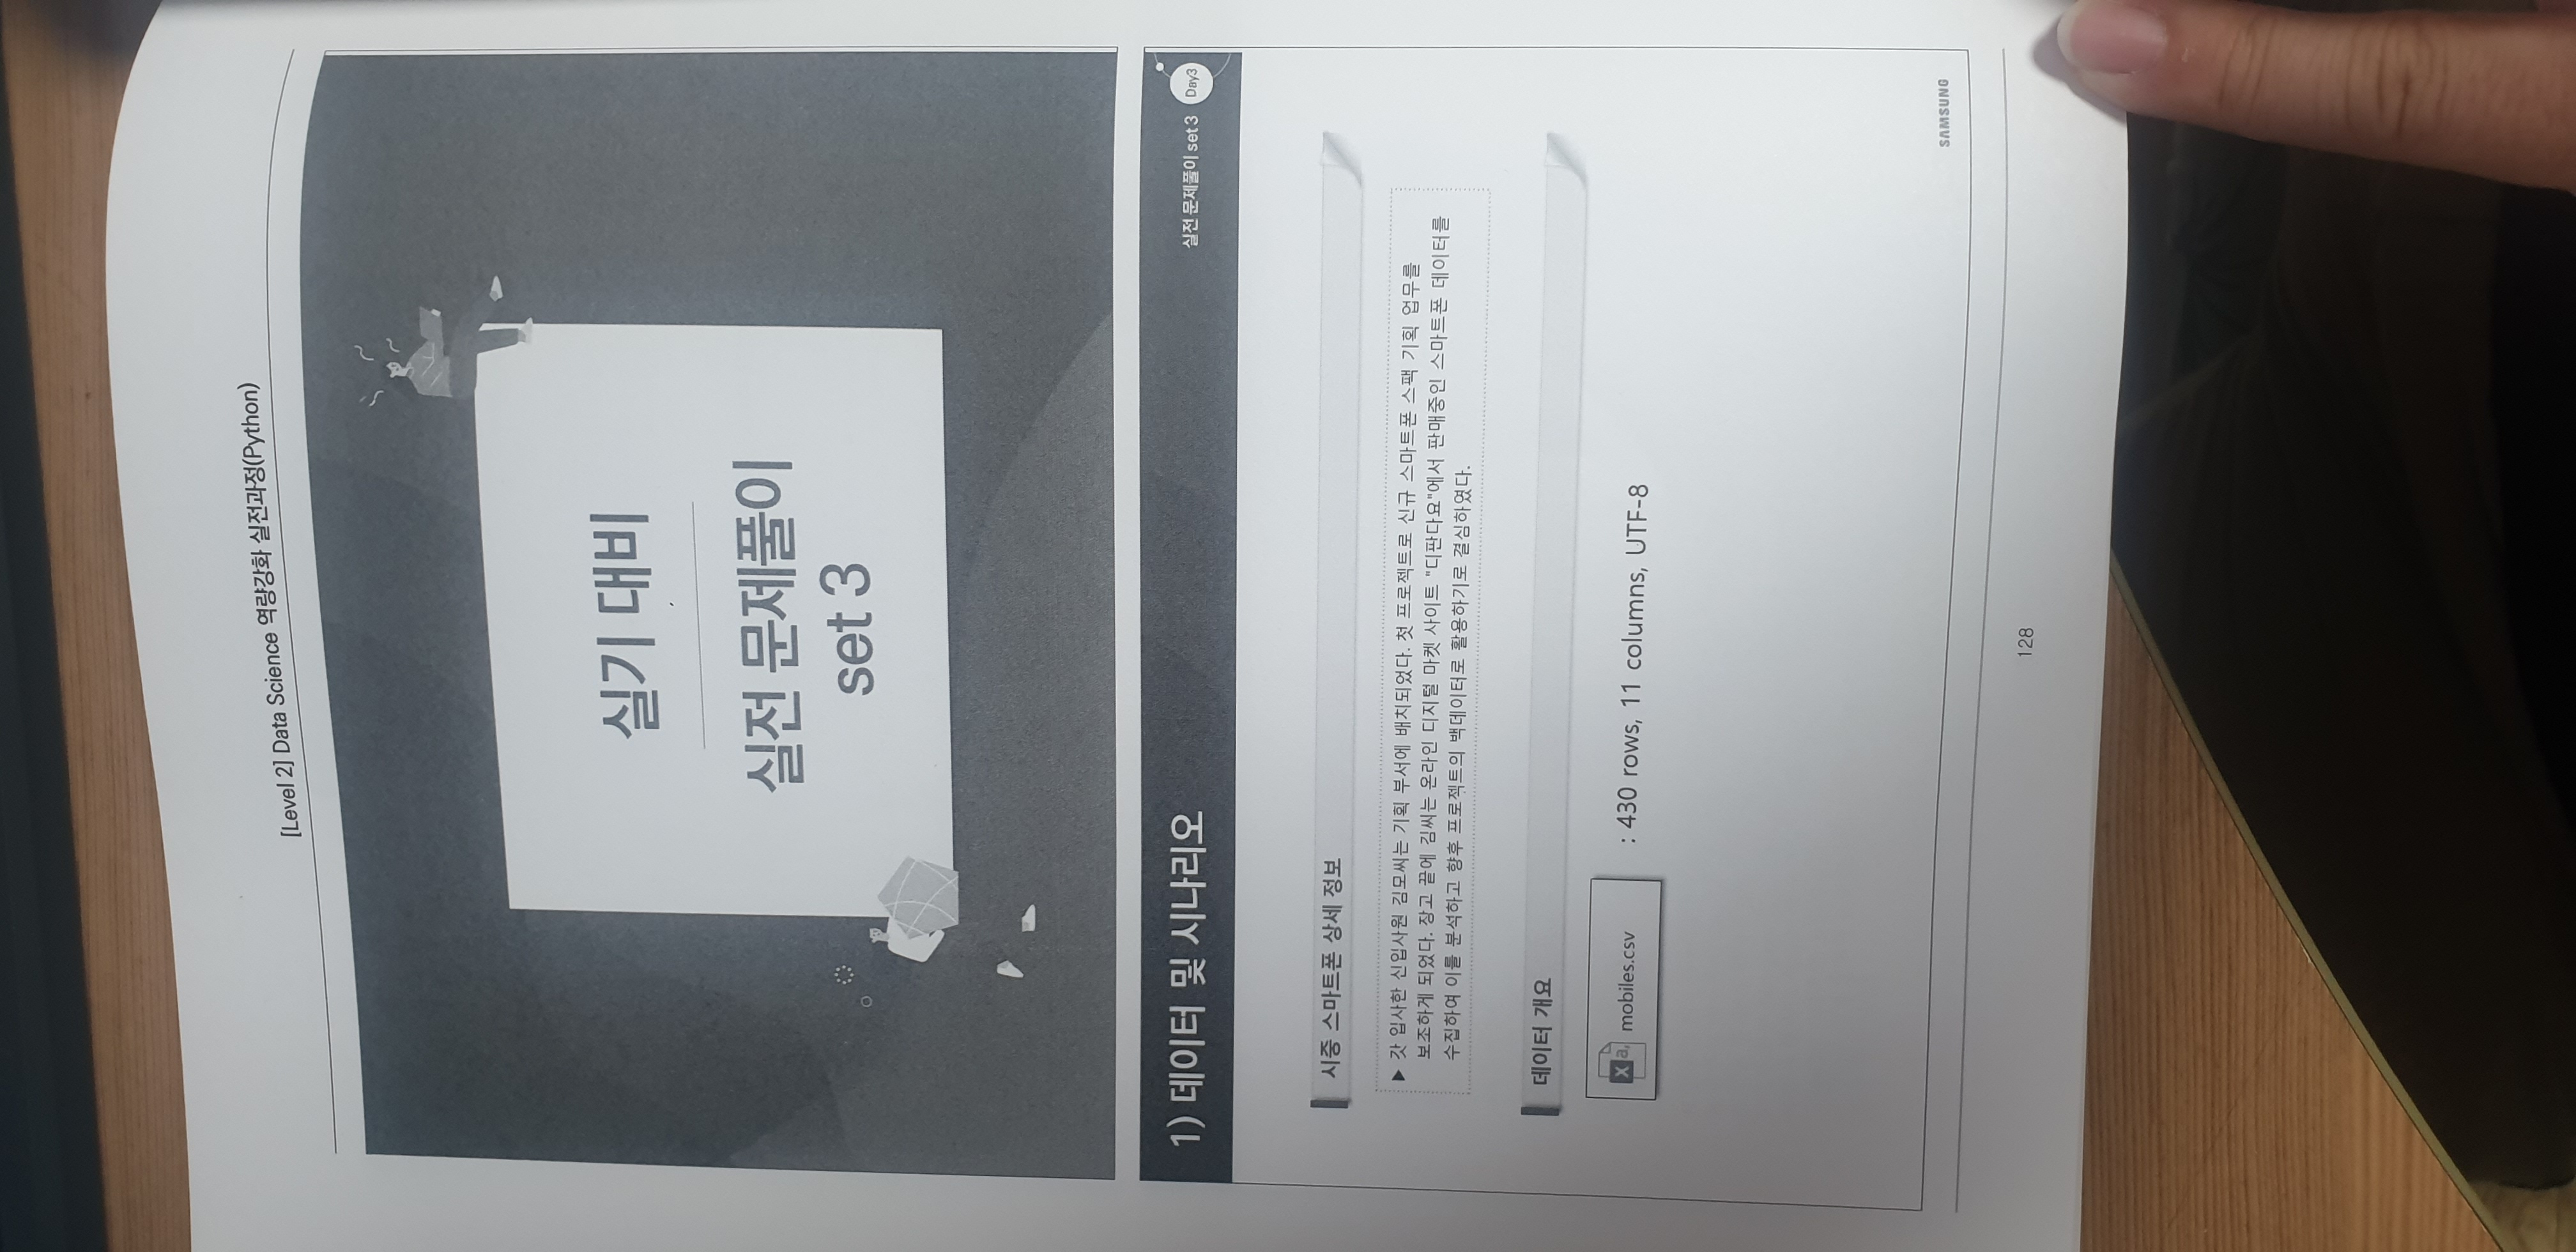 [Level 2] Data Science 역량강화 실전과정(Python)
실기 대비
실전 문제풀이
set 3
1) 데이터 및 시나리오
실전 문제풀이 set 3
Day3
시중 스마트폰 상세 정보
▶ 갓 입사한 신입사원 김모씨는 기획 부서에 배치되었다. 첫 프로젝트로 신규 스마트폰 스팩 기획 업무를
보조하게 되었다. 장고 끝에 김씨는 온라인 디지털 마켓 사이트 "디판다요"에서 판매중인 스마트폰 데이터를
수집하여 이를 분석하고 향후 프로젝트의 백데이터로 활용하기로 결심하였다.
데이터 개요
X a,
mobiles.csv
: 430 rows, 11 columns, UTF-8
SAMSUNG
128